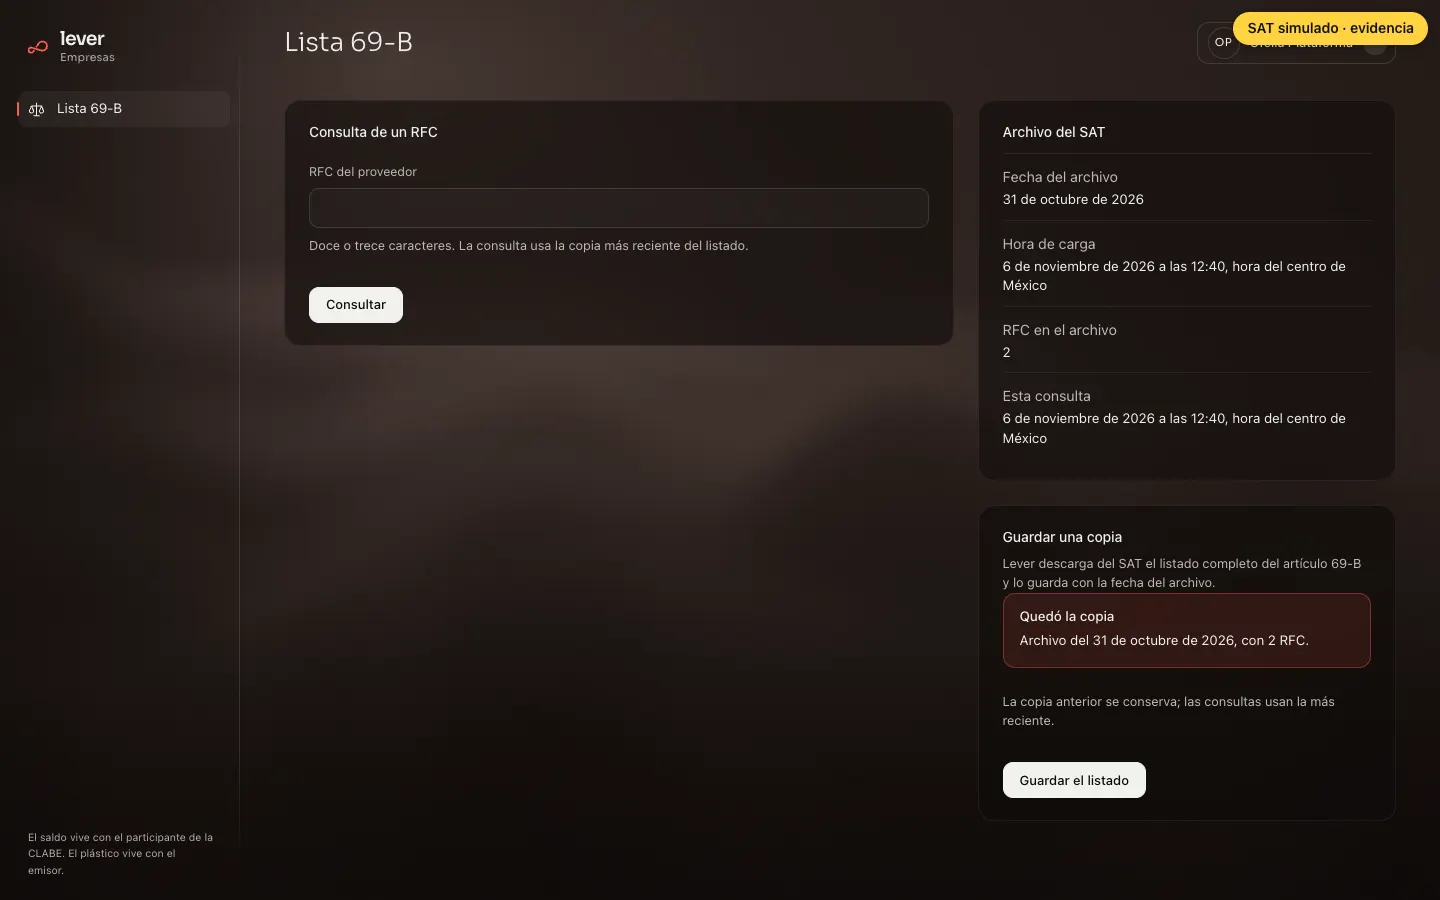 lever
Empresas
Lista 69-B
Lista 69-B
OP
SAT simulado · evidencia
Consulta de un RFC
RFC del proveedor
Doce o trece caracteres. La consulta usa la copia más reciente del listado.
Consultar
Archivo del SAT
Fecha del archivo
31 de octubre de 2026
Hora de carga
6 de noviembre de 2026 a las 12:40, hora del centro de
México
RFC en el archivo
2
Esta consulta
6 de noviembre de 2026 a las 12:40, hora del centro de
México
Guardar una copia
Lever descarga del SAT el listado completo del artículo 69-B
y lo guarda con la fecha del archivo.
Quedó la copia
Archivo del 31 de octubre de 2026, con 2 RFC.
La copia anterior se conserva; las consultas usan la más
reciente.
Guardar el listado
El saldo vive con el participante de la
CLABE. El plástico vive con el
emisor.